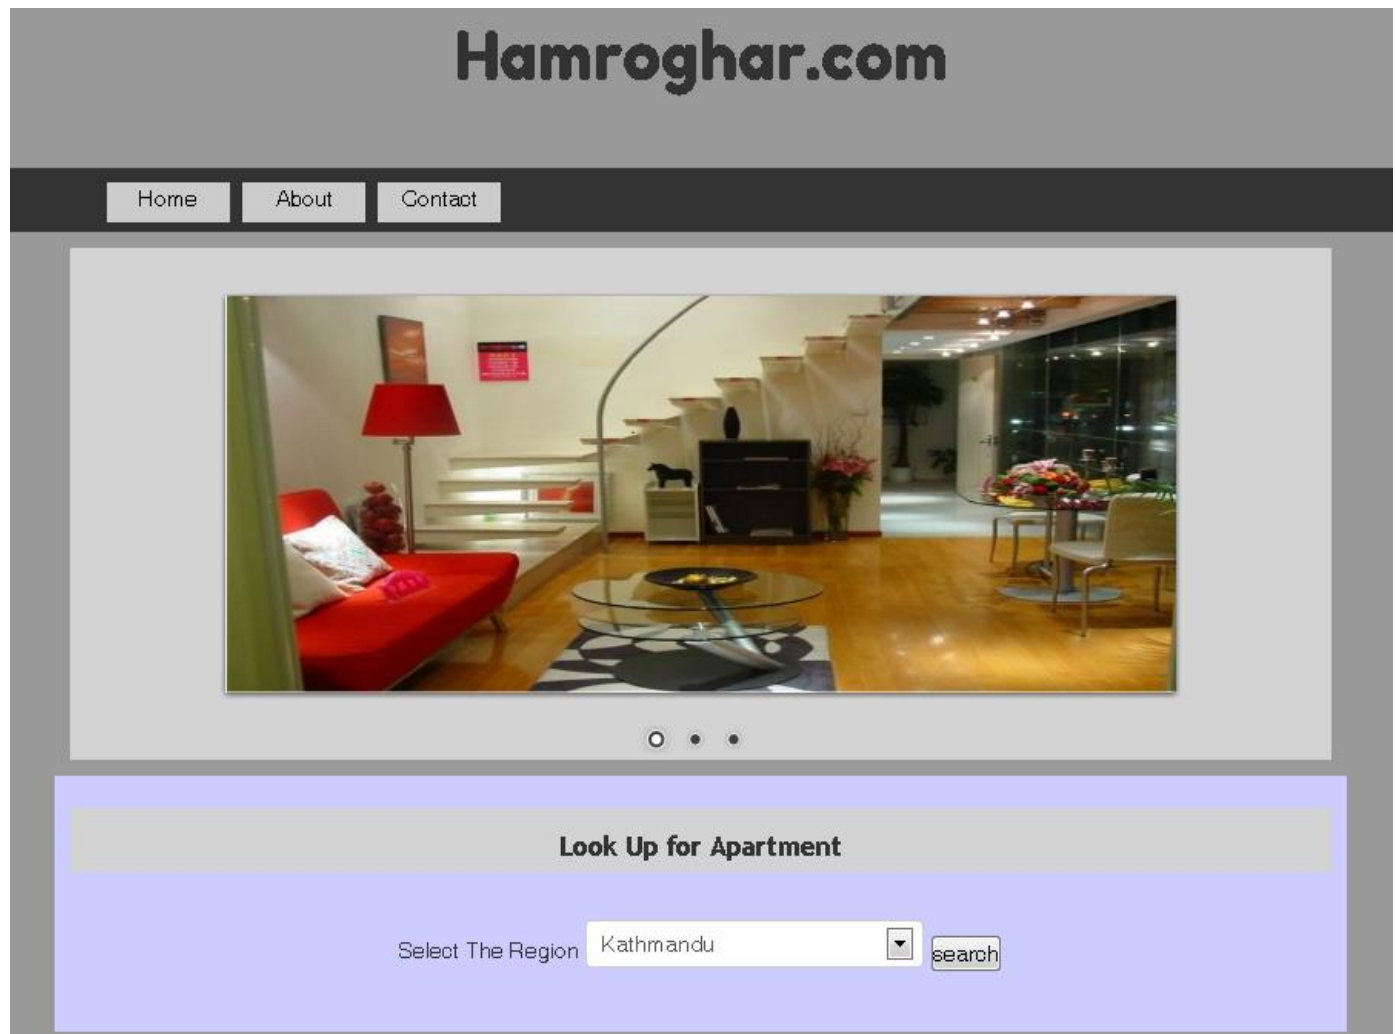 Hamroghar.com
Home About Contact
Look Up for Apartment
Select The Region Kathmandu search